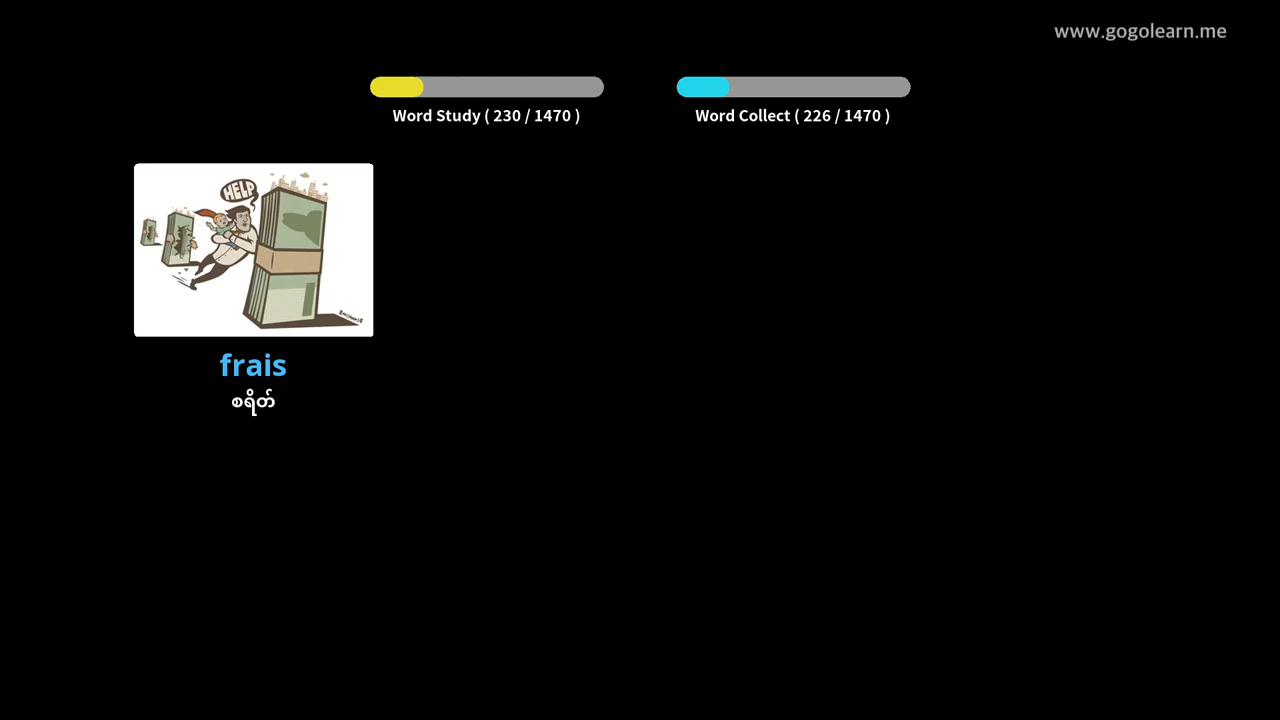 www.gogolearn.me
Word Study ( 230 / 1470 )
Word Collect ( 226 / 1470 )
HELP
frais
စရိတ်